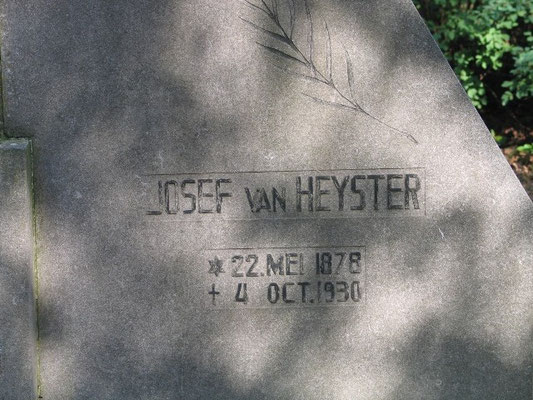 JOSEF VAN HEYSTER
* 22. MEI 1878
+ 4 OCT. 1930